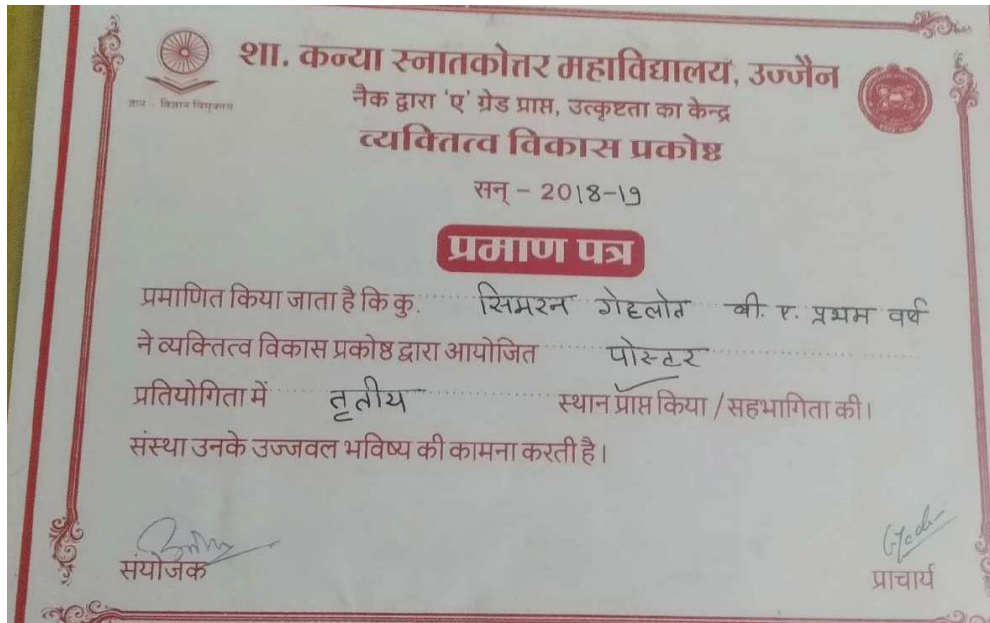 शा. कन्या स्नातकोत्तर महाविद्यालय, उज्जैन
नैक द्वारा 'ए' ग्रेड प्राप्त, उत्कृष्टता का केन्द्र
व्यक्तित्व विकास प्रकोष्ठ
सन् - 2018-19
प्रमाण पत्र
प्रमाणित किया जाता है कि कु. सिमरन गेहलोत बी. ए. प्रथम वर्ष
ने व्यक्तित्व विकास प्रकोष्ठ द्वारा आयोजित पोस्टर
प्रतियोगिता में तृतीय स्थान प्राप्त किया / सहभागिता की।
संस्था उनके उज्जवल भविष्य की कामना करती है।
संयोजक
प्राचार्य